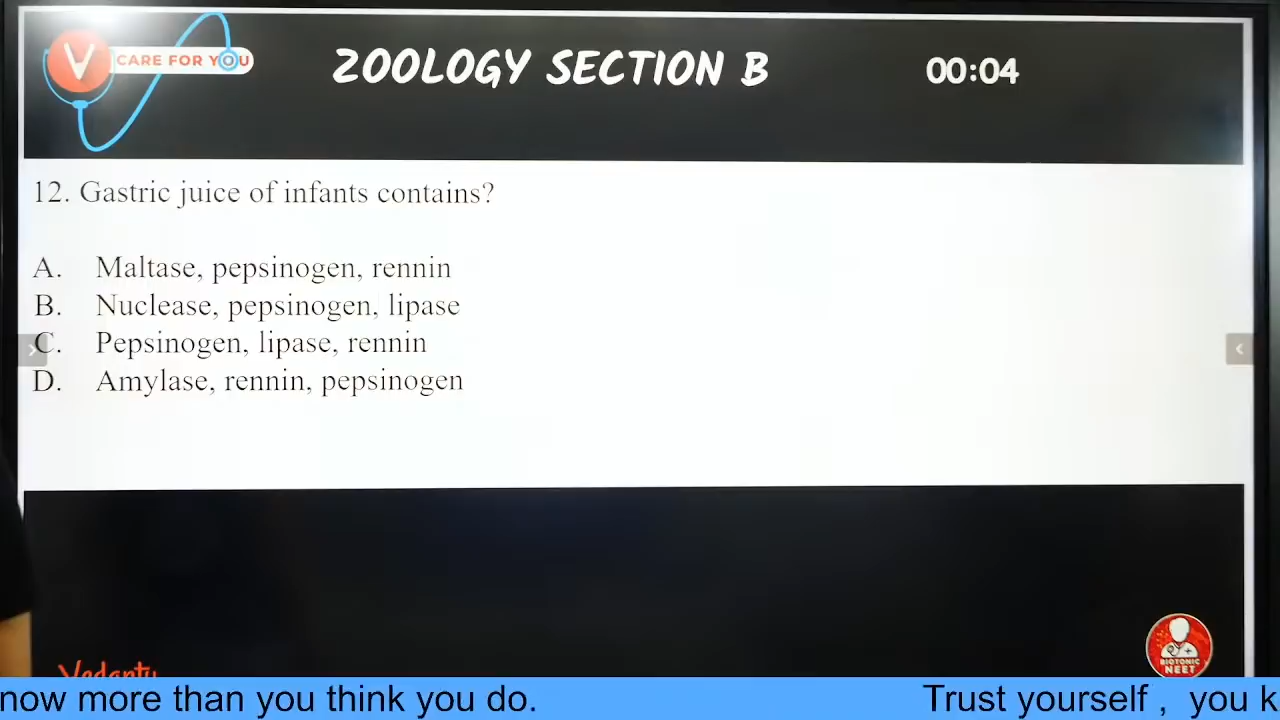 V CARE FOR YOU
ZOOLOGY SECTION B
00:04
12. Gastric juice of infants contains?
A. Maltase, pepsinogen, rennin
B. Nuclease, pepsinogen, lipase
C. Pepsinogen, lipase, rennin
D. Amylase, rennin, pepsinogen
BIOTONIC
NEET
now more than you think you do. Trust yourself , you k